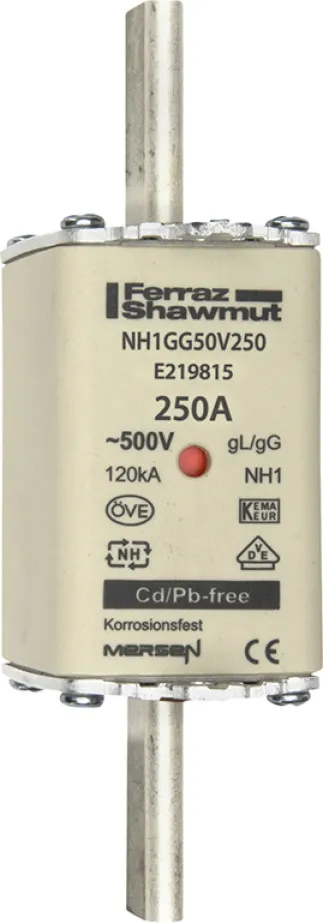 Ferraz
Shawmut
NH1GG50V250
E219815
250A
~500V gL/gG
120kA NH1
ÖVE KEMA
KEUR
NH VDE
Cd/Pb-free
Korrosionsfest
MERSEN CE